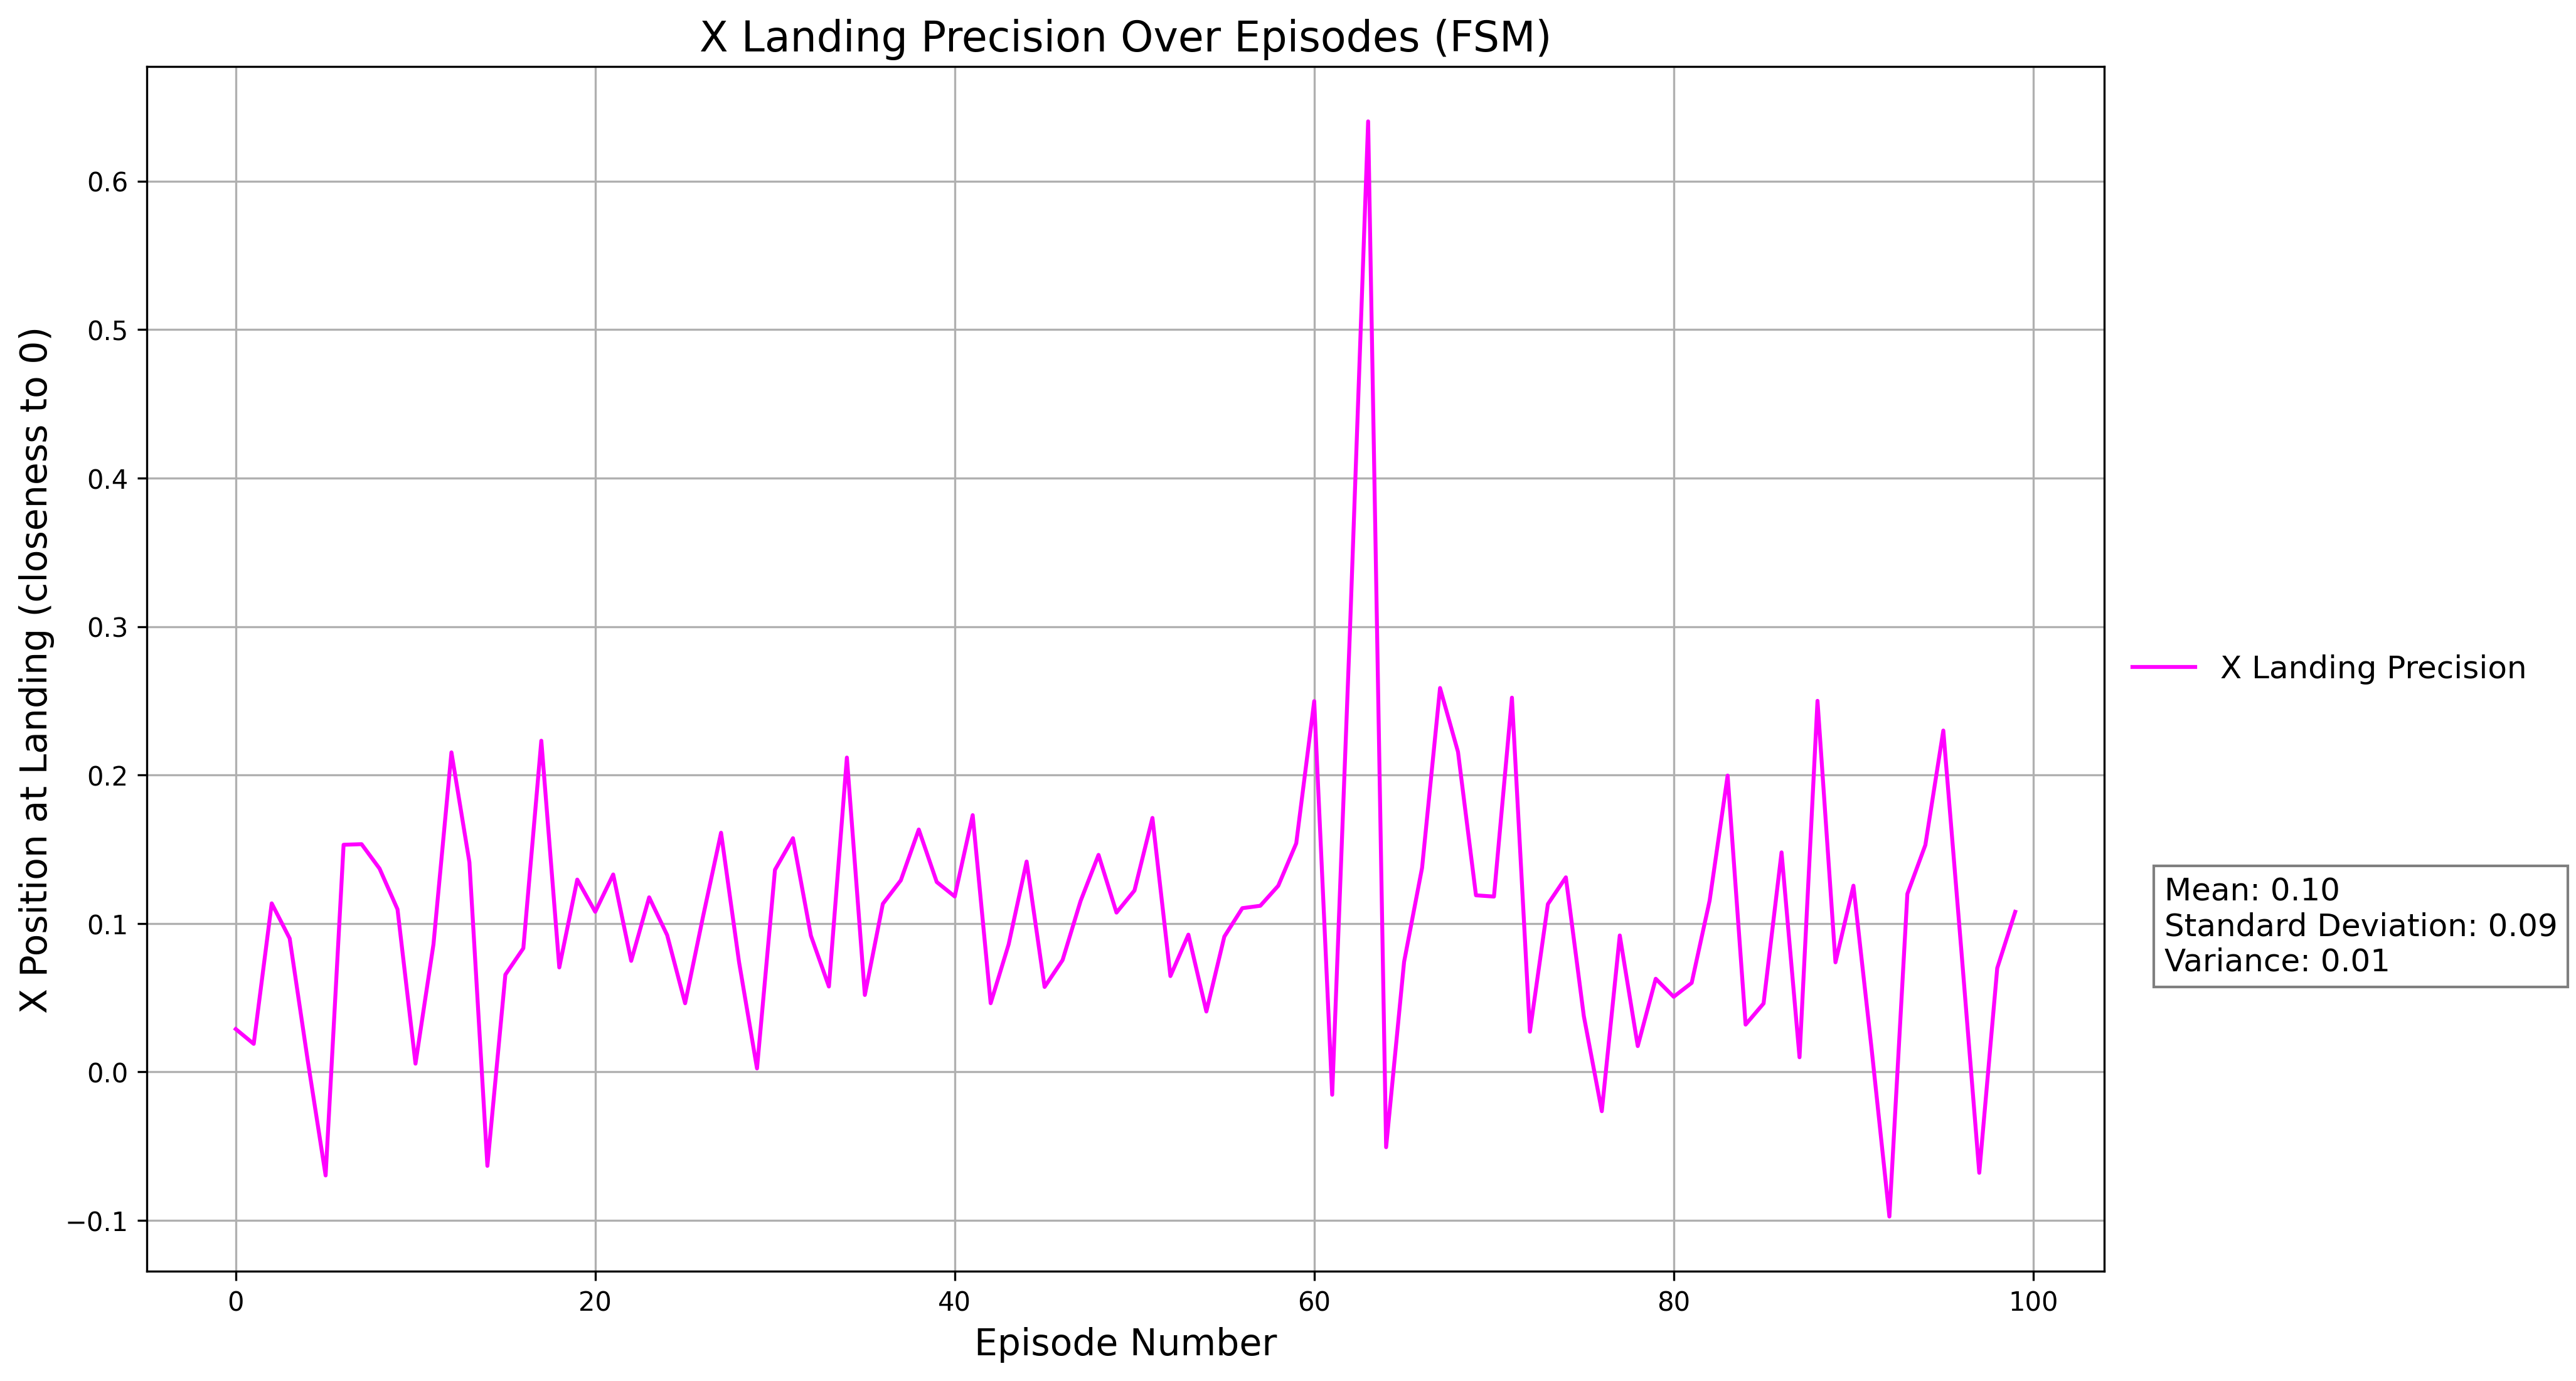 X Landing Precision Over Episodes (FSM)
X Position at Landing (closeness to 0)
0.6
0.5
0.4
0.3
0.2
0.1
0.0
−0.1
0
20
40
60
80
100
Episode Number
X Landing Precision
Mean: 0.10
Standard Deviation: 0.09
Variance: 0.01